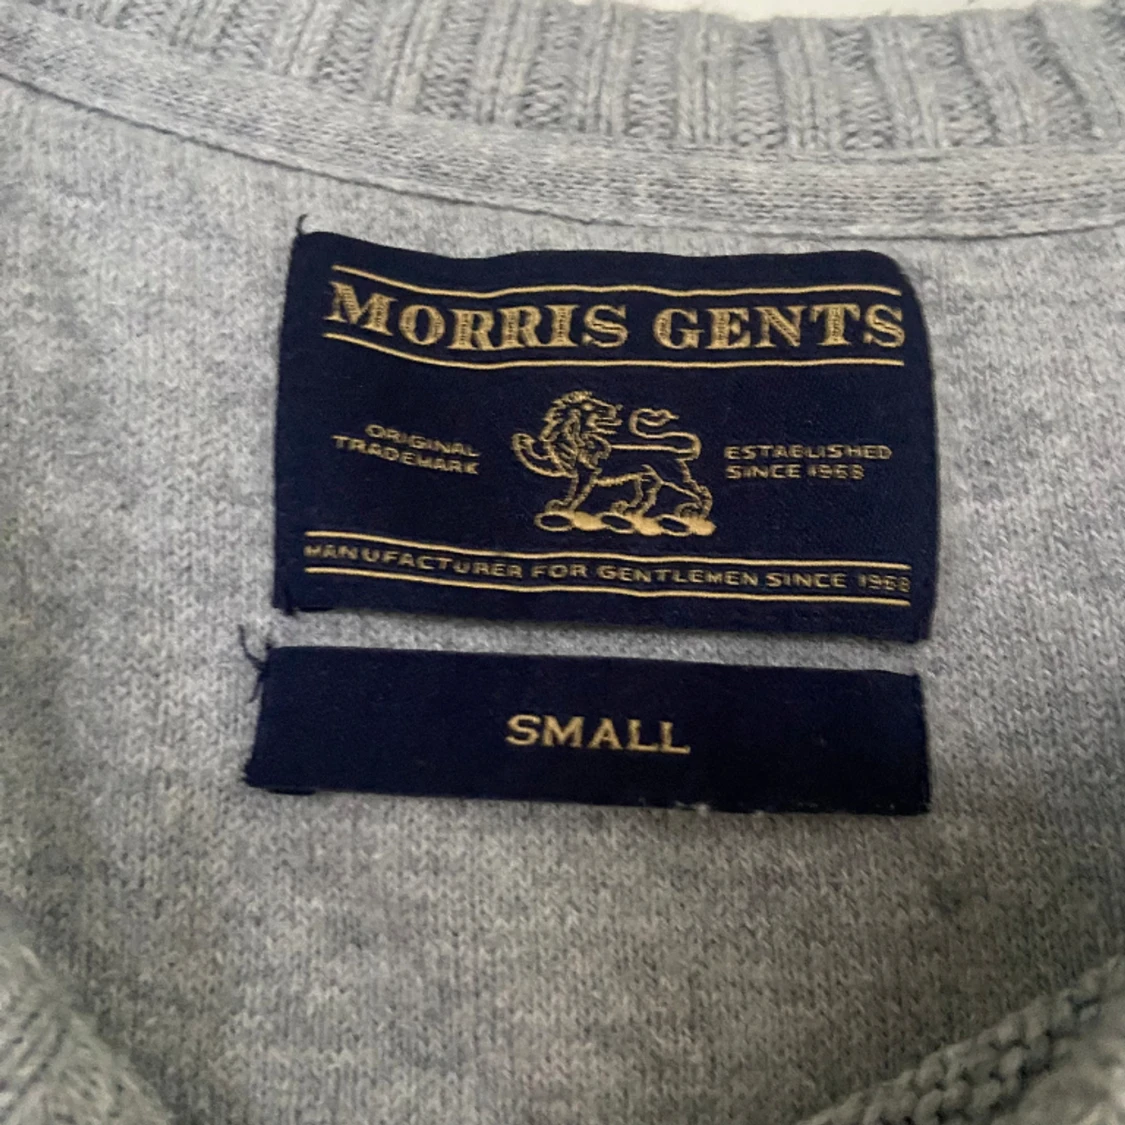 MORRIS GENTS
ORIGINAL
TRADEMARK
ESTABLISHED
SINCE 1968
MANUFACTURER FOR GENTLEMEN SINCE 1968
SMALL